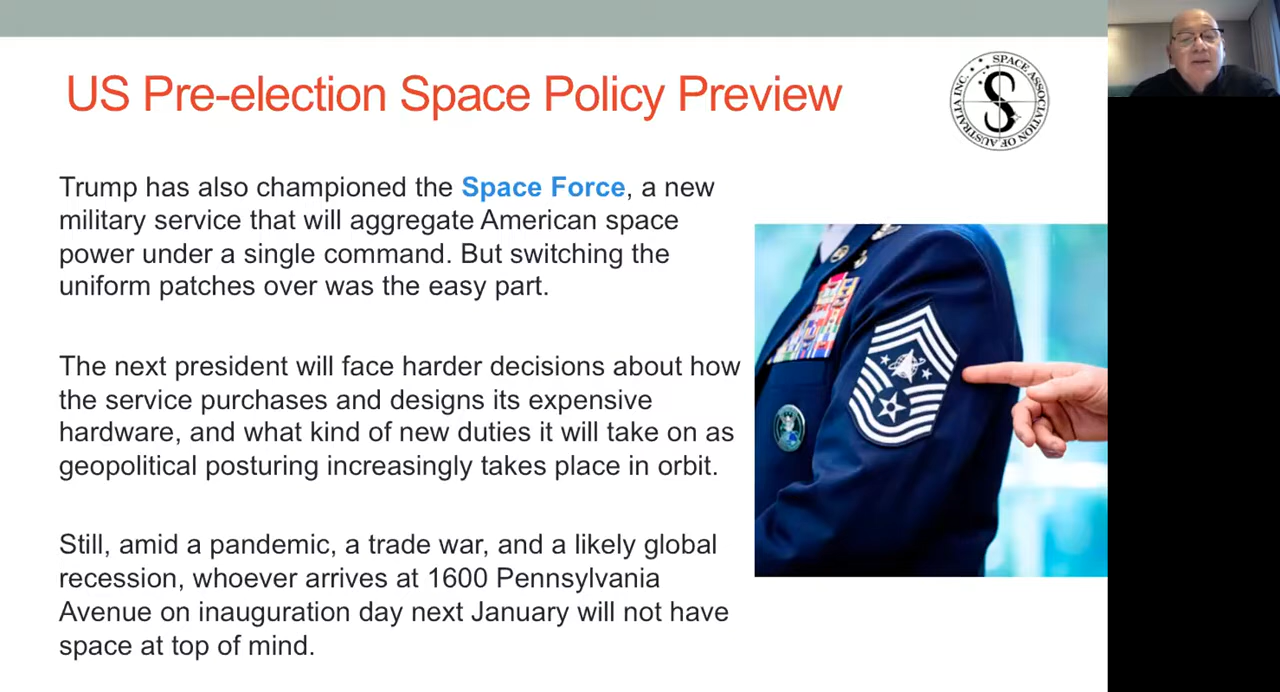 US Pre-election Space Policy Preview
SPACE ASSOCIATION OF AUSTRALIA INC.
S
Trump has also championed the Space Force, a new
military service that will aggregate American space
power under a single command. But switching the
uniform patches over was the easy part.
The next president will face harder decisions about how
the service purchases and designs its expensive
hardware, and what kind of new duties it will take on as
geopolitical posturing increasingly takes place in orbit.
Still, amid a pandemic, a trade war, and a likely global
recession, whoever arrives at 1600 Pennsylvania
Avenue on inauguration day next January will not have
space at top of mind.